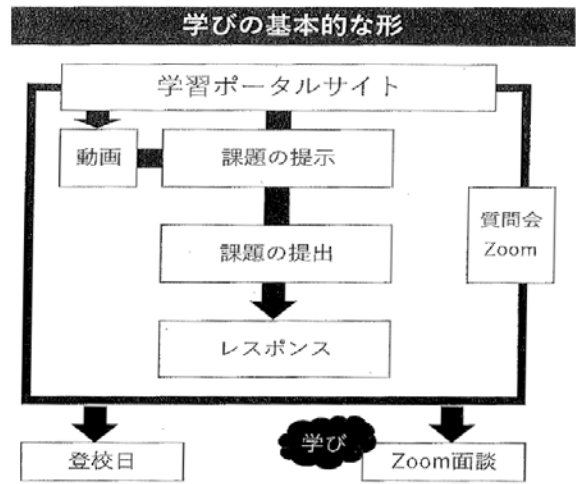 学びの基本的な形
学習ポータルサイト
動画
課題の提示
質問会
Zoom
課題の提出
レスポンス
登校日
学び
Zoom面談